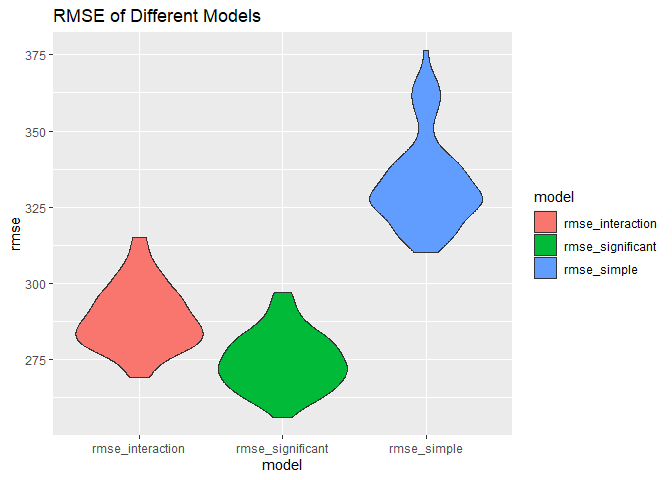 RMSE of Different Models
375
350
325
300
275
rmse
rmse_interaction
rmse_significant
rmse_simple
model
model
rmse_interaction
rmse_significant
rmse_simple